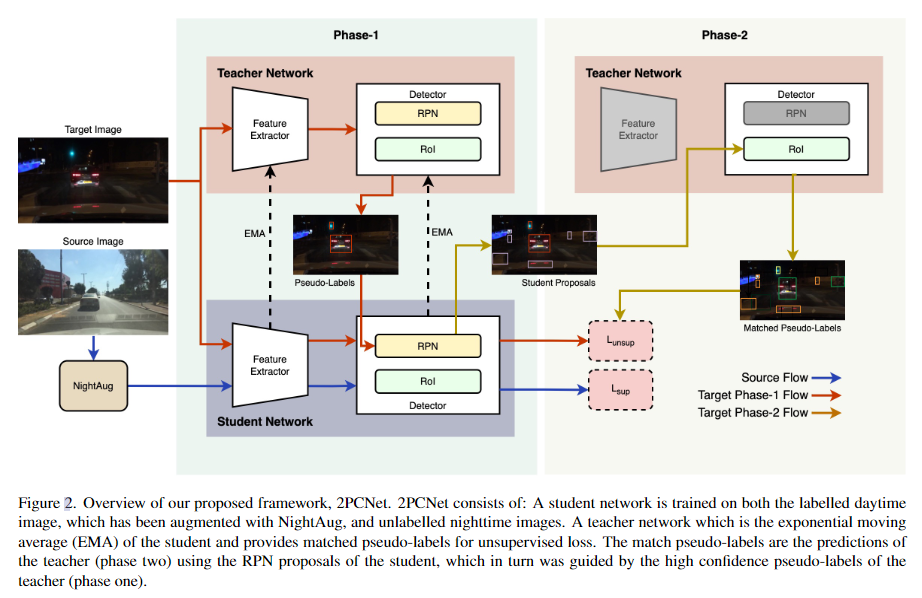 Phase-1
Phase-2
Teacher Network
Teacher Network
Detector
RPN
RoI
Feature
Extractor
Detector
RPN
RoI
Feature
Extractor
Target Image
Source Image
EMA
EMA
Pseudo-Labels
Student Proposals
Matched Pseudo-Labels
NightAug
Feature
Extractor
RPN
RoI
Detector
Student Network
Lunsup
Lsup
Source Flow
Target Phase-1 Flow
Target Phase-2 Flow
Figure 2. Overview of our proposed framework, 2PCNet. 2PCNet consists of: A student network is trained on both the labelled daytime
image, which has been augmented with NightAug, and unlabelled nighttime images. A teacher network which is the exponential moving
average (EMA) of the student and provides matched pseudo-labels for unsupervised loss. The match pseudo-labels are the predictions of
the teacher (phase two) using the RPN proposals of the student, which in turn was guided by the high confidence pseudo-labels of the
teacher (phase one).